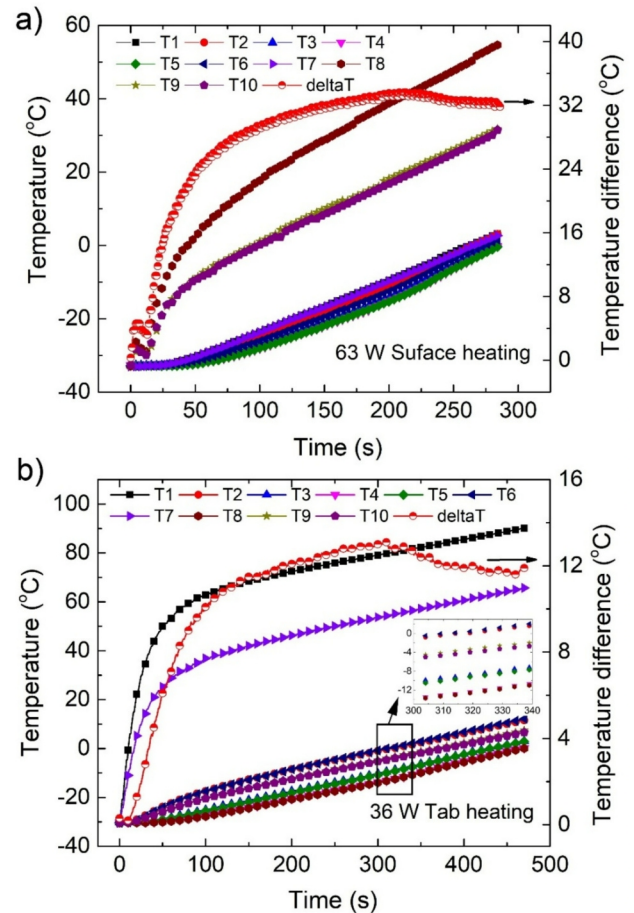 a)
T1 T2 T3 T4
T5 T6 T7 T8
T9 T10 deltaT
60
40
20
0
-20
-40
Temperature (°C)
40
32
24
16
8
0
Temperature difference (°C)
63 W Suface heating
0 50 100 150 200 250 300
Time (s)
b)
T1 T2 T3 T4 T5 T6
T7 T8 T9 T10 deltaT
100
80
60
40
20
0
-20
-40
Temperature (°C)
16
12
8
4
0
Temperature difference (°C)
0
-4
-8
-12
300 310 320 330 340
36 W Tab heating
0 100 200 300 400 500
Time (s)